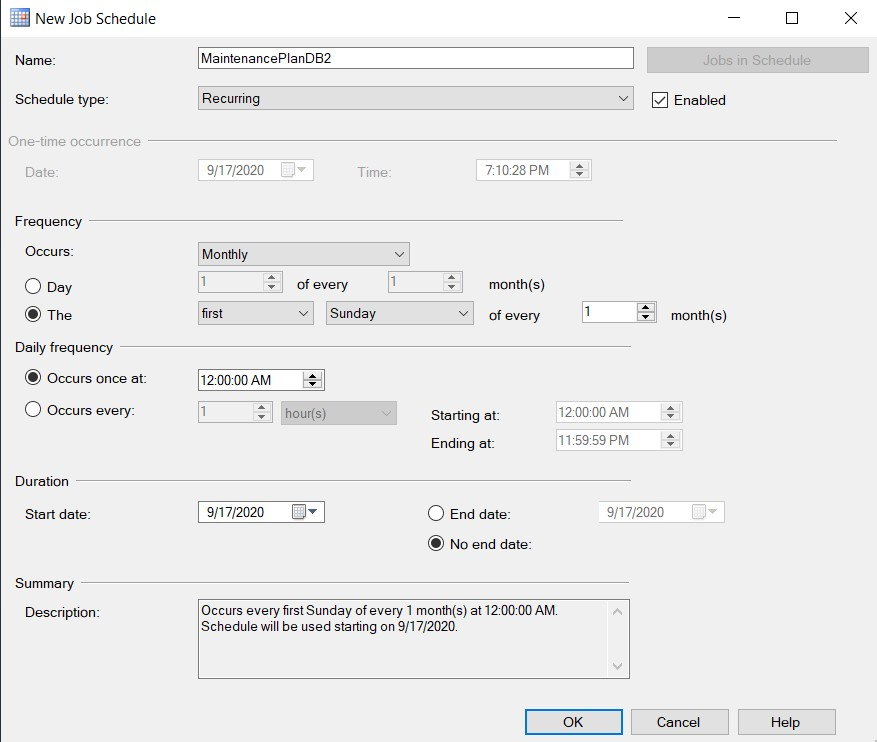 New Job Schedule
Name: MaintenancePlanDB2 Jobs in Schedule
Schedule type: Recurring Enabled
One-time occurrence
Date: 9/17/2020 Time: 7:10:28 PM
Frequency
Occurs: Monthly
Day 1 of every 1 month(s)
The first Sunday of every 1 month(s)
Daily frequency
Occurs once at: 12:00:00 AM
Occurs every: 1 hour(s) Starting at: 12:00:00 AM
Ending at: 11:59:59 PM
Duration
Start date: 9/17/2020 End date: 9/17/2020
No end date:
Summary
Description: Occurs every first Sunday of every 1 month(s) at 12:00:00 AM.
Schedule will be used starting on 9/17/2020.
OK Cancel Help